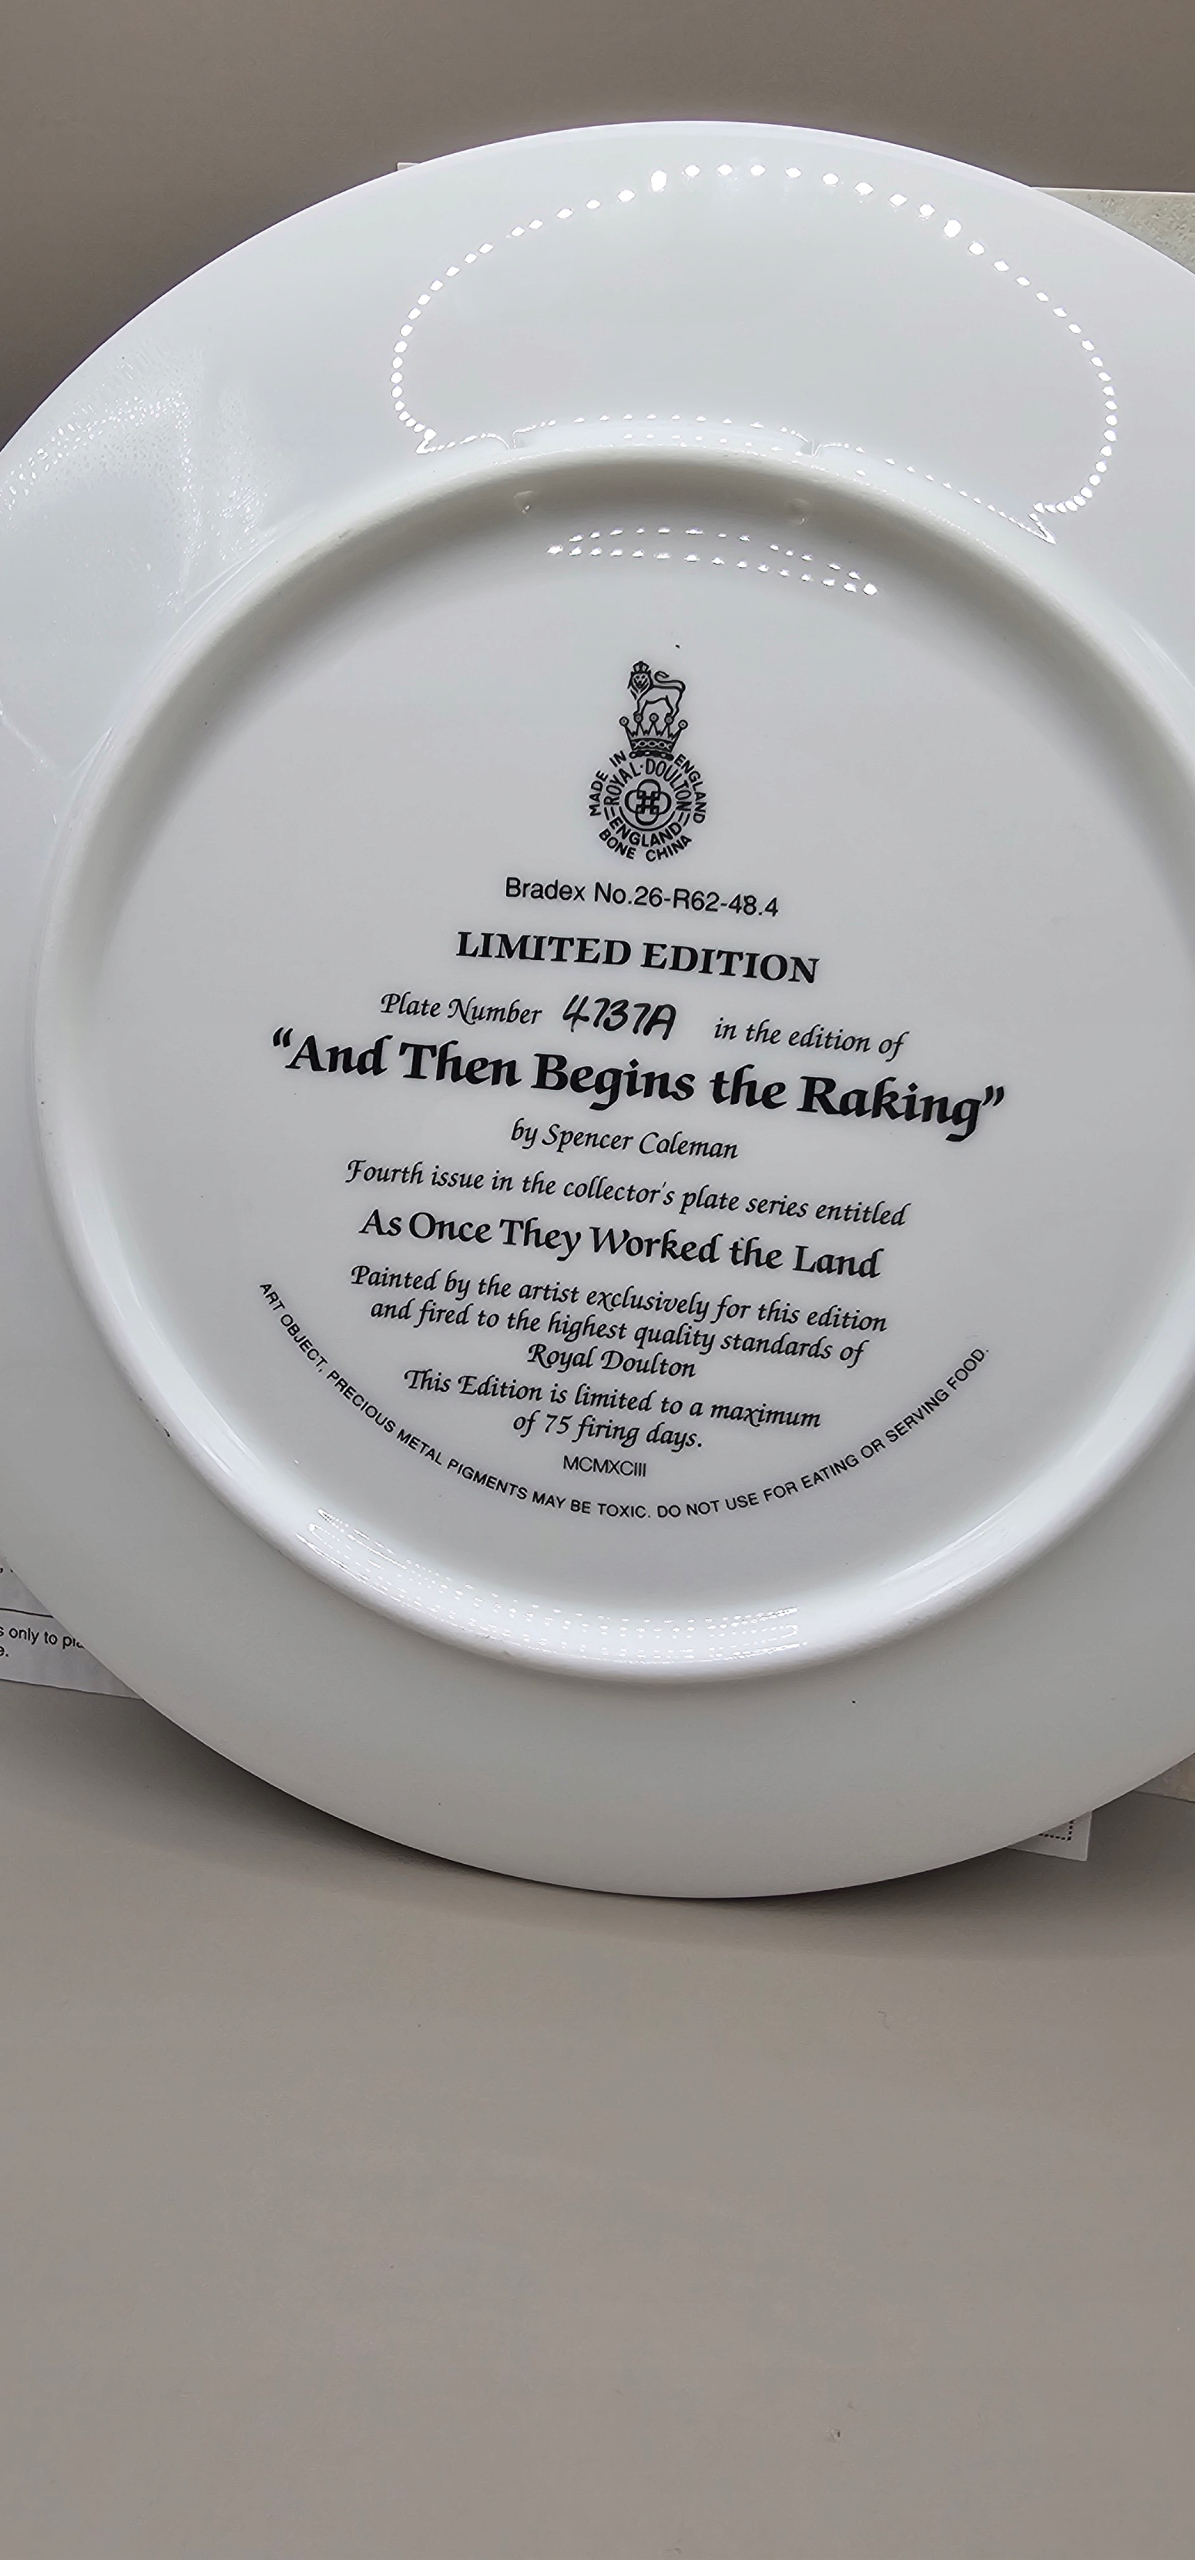 MADE IN ENGLAND
ROYAL·DOULTON
ENGLAND
BONE CHINA
Bradex No.26-R62-48.4
LIMITED EDITION
Plate Number 4737A in the edition of
“And Then Begins the Raking”
by Spencer Coleman
Fourth issue in the collector's plate series entitled
As Once They Worked the Land
Painted by the artist exclusively for this edition
and fired to the highest quality standards of
Royal Doulton
This Edition is limited to a maximum
of 75 firing days.
MCMXCIII
ART OBJECT, PRECIOUS METAL PIGMENTS MAY BE TOXIC. DO NOT USE FOR EATING OR SERVING FOOD.
only to